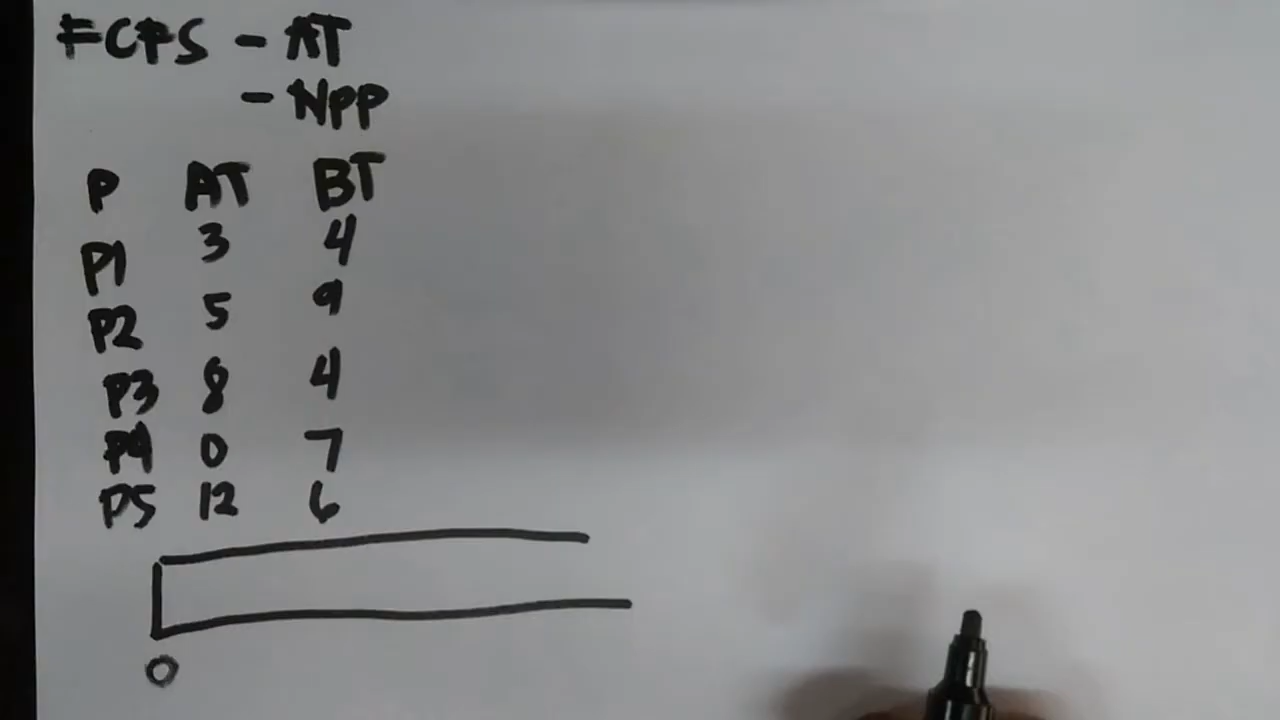 FCFS - AT
- NPP
P AT BT
P1 3 4
P2 5 9
P3 8 4
P4 0 7
P5 12 6
0